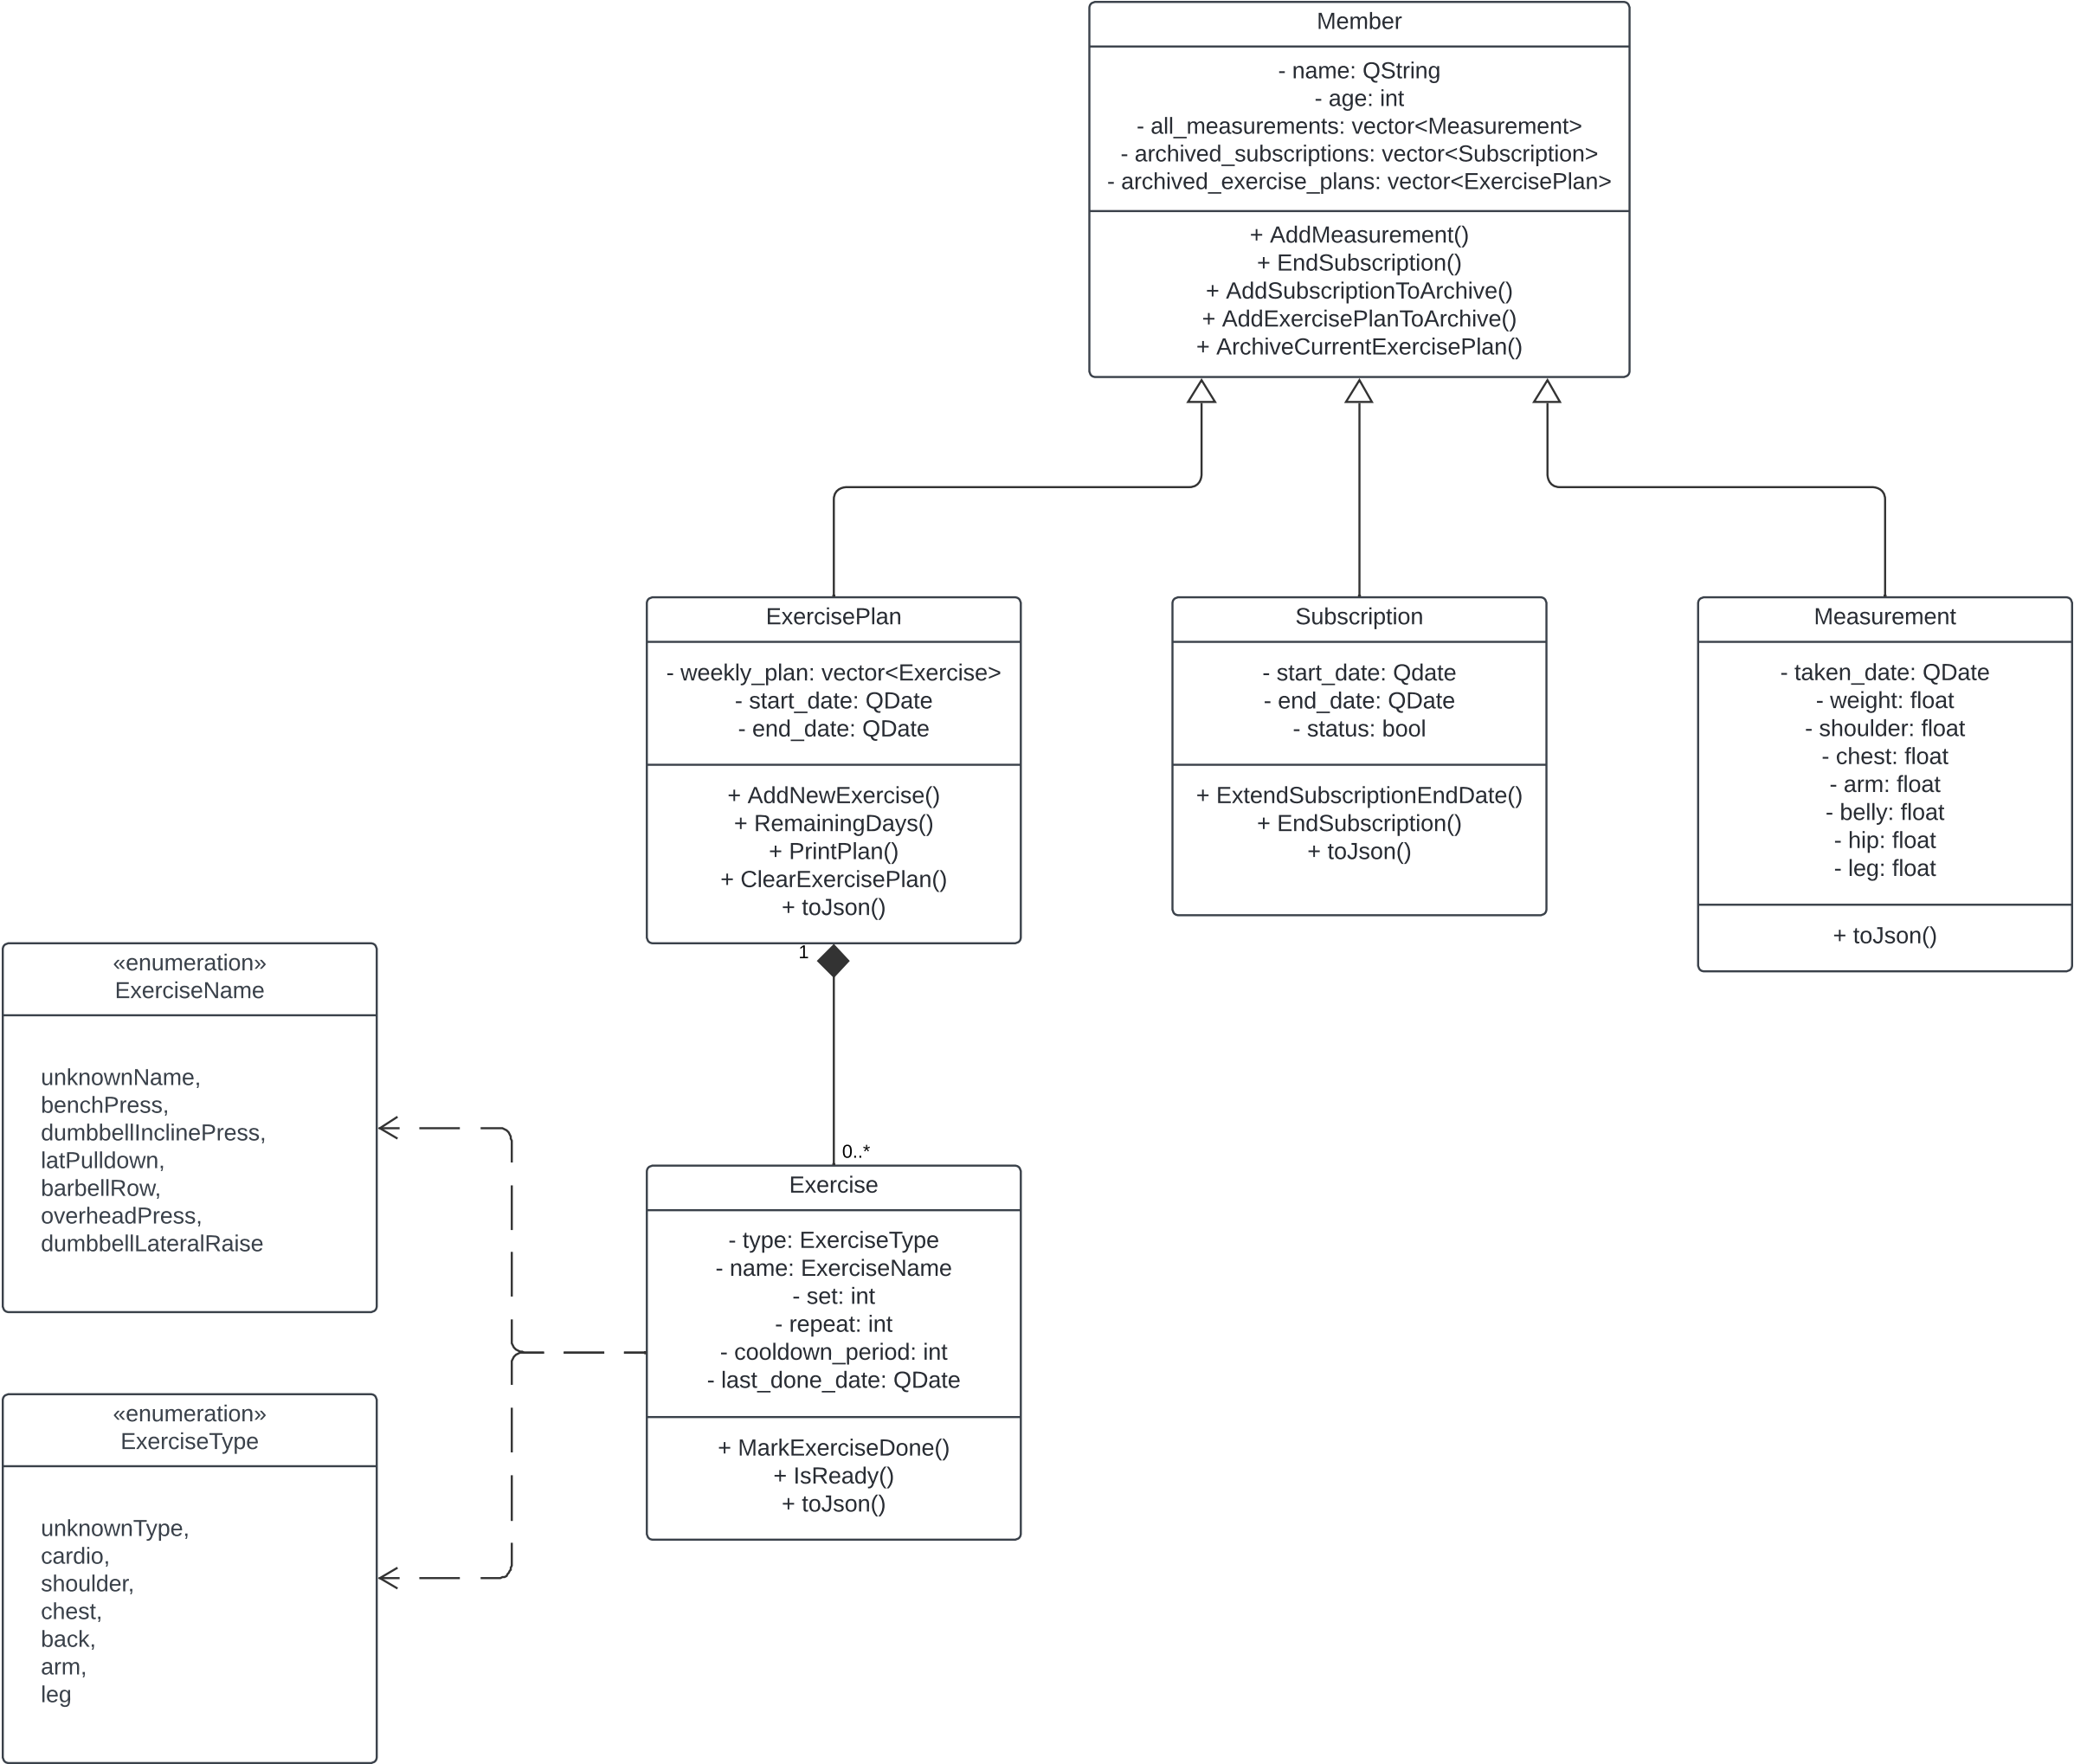 Member
- name: QString
- age: int
- all_measurements: vector<Measurement>
- archived_subscriptions: vector<Subscription>
- archived_exercise_plans: vector<ExercisePlan>
+ AddMeasurement()
+ EndSubscription()
+ AddSubscriptionToArchive()
+ AddExercisePlanToArchive()
+ ArchiveCurrentExercisePlan()
ExercisePlan
- weekly_plan: vector<Exercise>
- start_date: QDate
- end_date: QDate
+ AddNewExercise()
+ RemainingDays()
+ PrintPlan()
+ ClearExercisePlan()
+ toJson()
Subscription
- start_date: Qdate
- end_date: QDate
- status: bool
+ ExtendSubscriptionEndDate()
+ EndSubscription()
+ toJson()
Measurement
- taken_date: QDate
- weight: float
- shoulder: float
- chest: float
- arm: float
- belly: float
- hip: float
- leg: float
+ toJson()
1
0..*
«enumeration»
ExerciseName
unknownName,
benchPress,
dumbbellInclinePress,
latPulldown,
barbellRow,
overheadPress,
dumbbellLateralRaise
Exercise
- type: ExerciseType
- name: ExerciseName
- set: int
- repeat: int
- cooldown_period: int
- last_done_date: QDate
+ MarkExerciseDone()
+ IsReady()
+ toJson()
«enumeration»
ExerciseType
unknownType,
cardio,
shoulder,
chest,
back,
arm,
leg